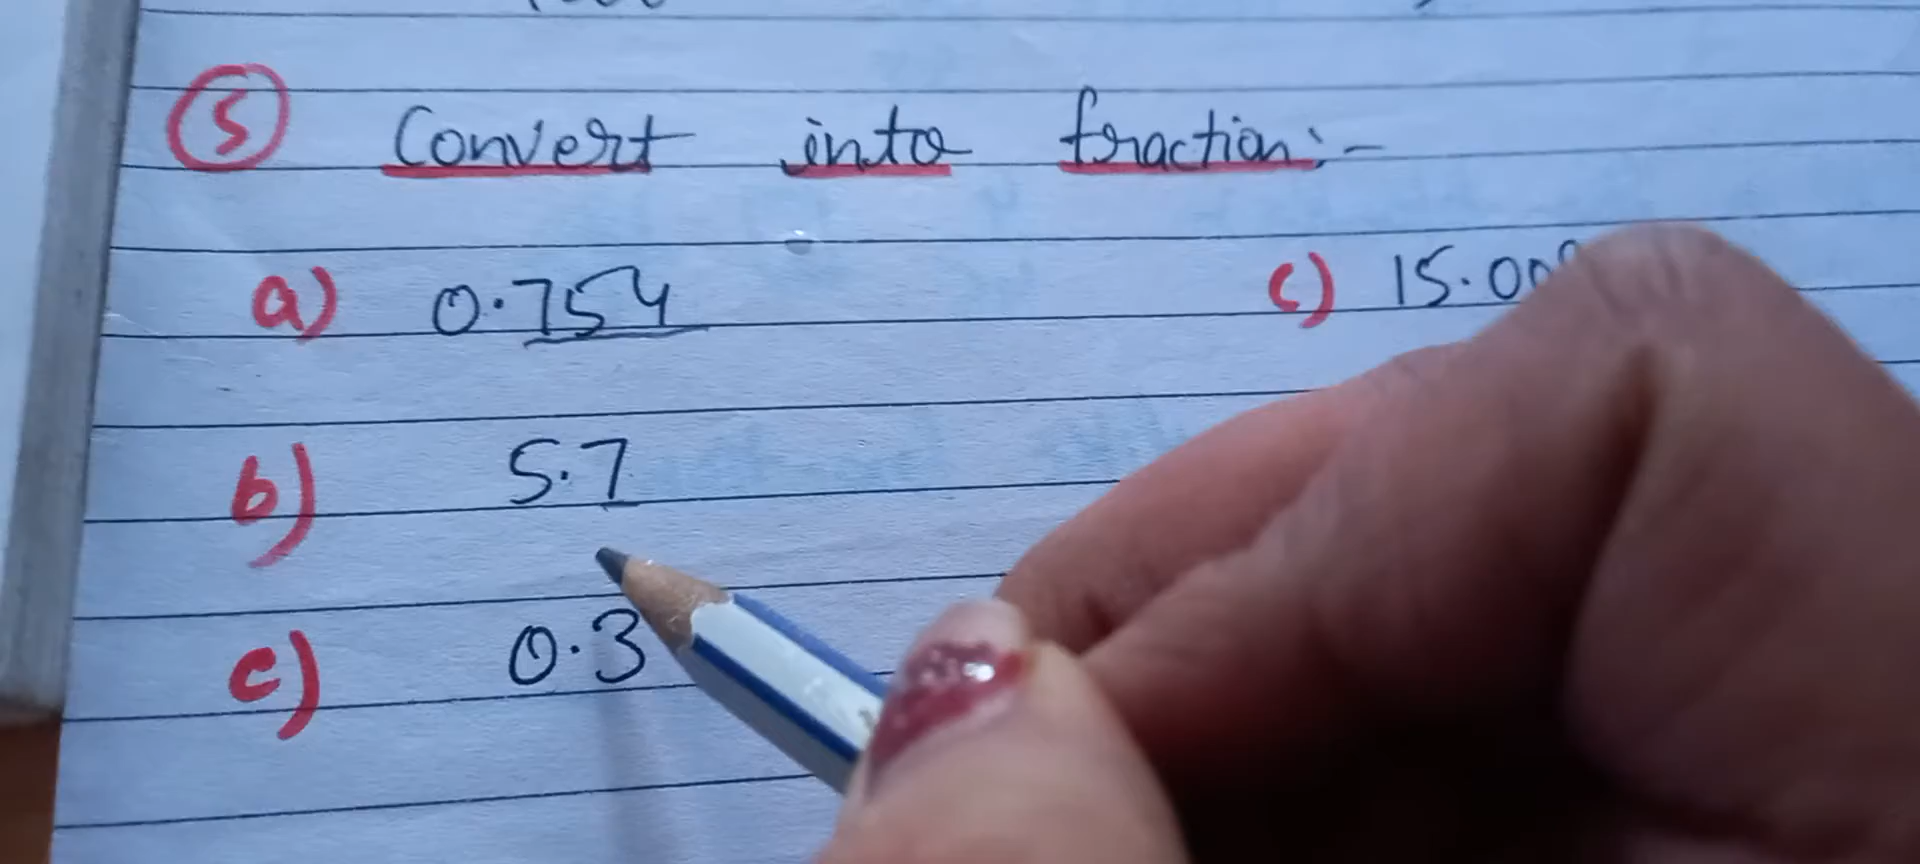 5 Convert into fraction:-
a) 0.754 c) 15.00
b) 5.7
c) 0.3